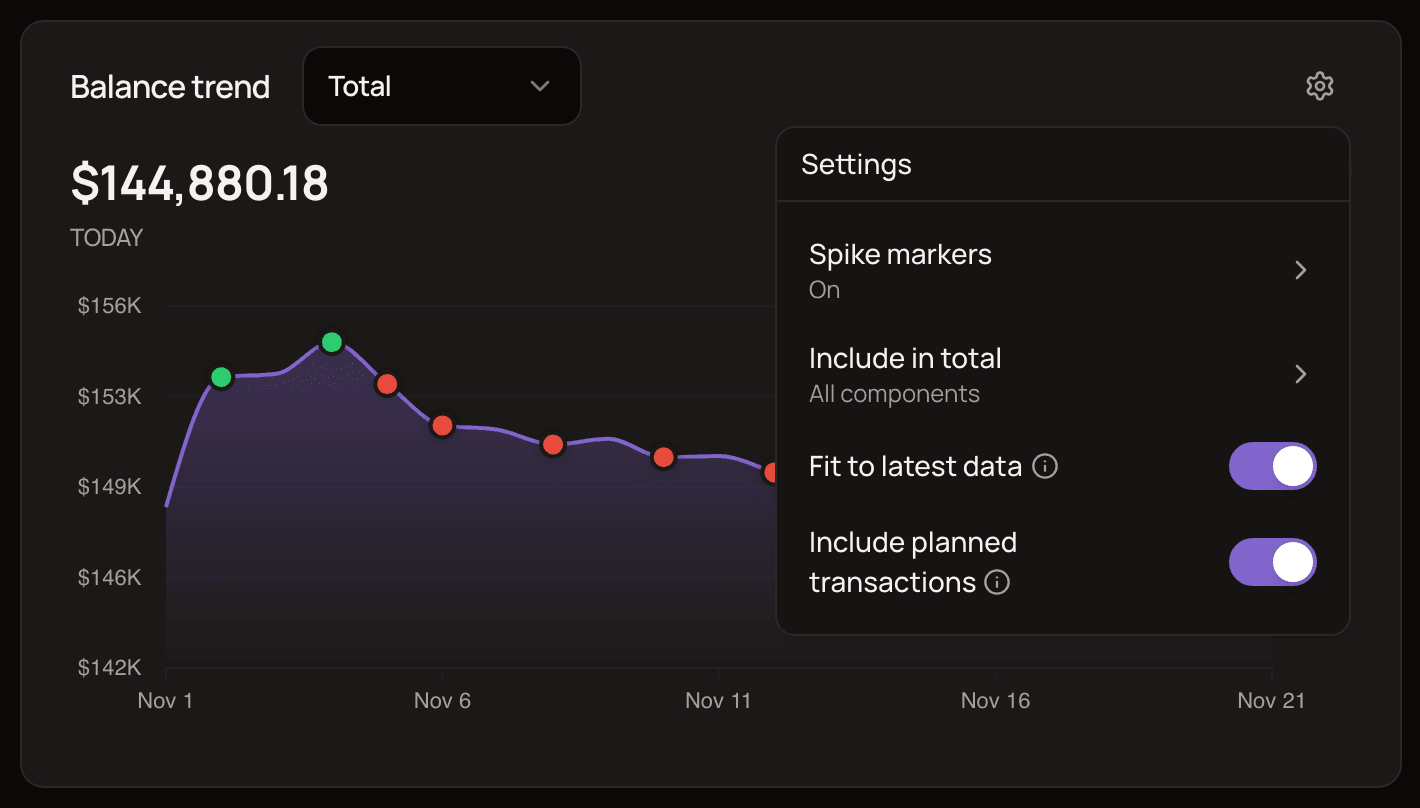 Balance trend
Total
$144,880.18
TODAY
$156K
$153K
$149K
$146K
$142K
Nov 1
Nov 6
Nov 11
Nov 16
Nov 21
Settings
Spike markers
On
Include in total
All components
Fit to latest data
Include planned
transactions